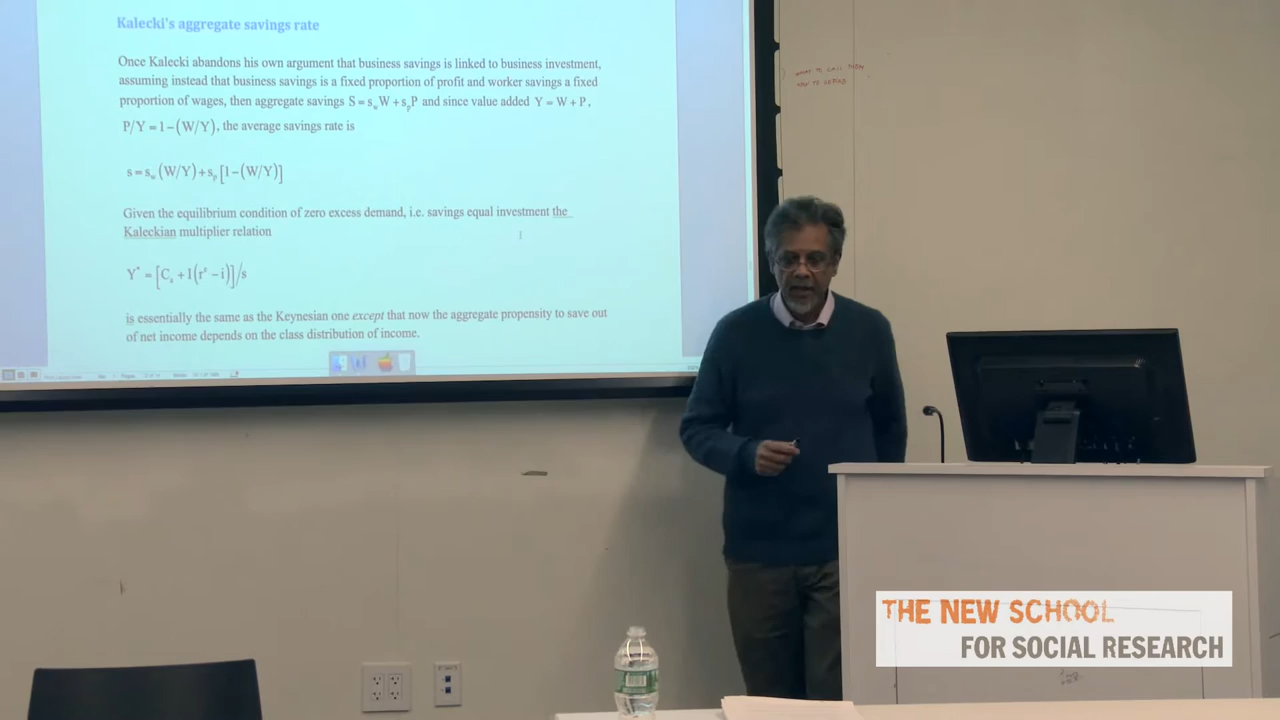 Kalecki's aggregate savings rate
Once Kalecki abandons his own argument that business savings is linked to business investment,
assuming instead that business savings is a fixed proportion of profit and worker savings a fixed
proportion of wages, then aggregate savings S = s_w W + s_p P and since value added Y = W + P,
P/Y = 1 – (W/Y), the average savings rate is
s = s_w (W/Y) + s_p [1 – (W/Y)]
Given the equilibrium condition of zero excess demand, i.e. savings equal investment the
Kaleckian multiplier relation
is essentially the same as the Keynesian one except that now the aggregate propensity to save out
of net income depends on the class distribution of income.
WHAT TO CALL THEM
THE NEW SCHOOL
FOR SOCIAL RESEARCH